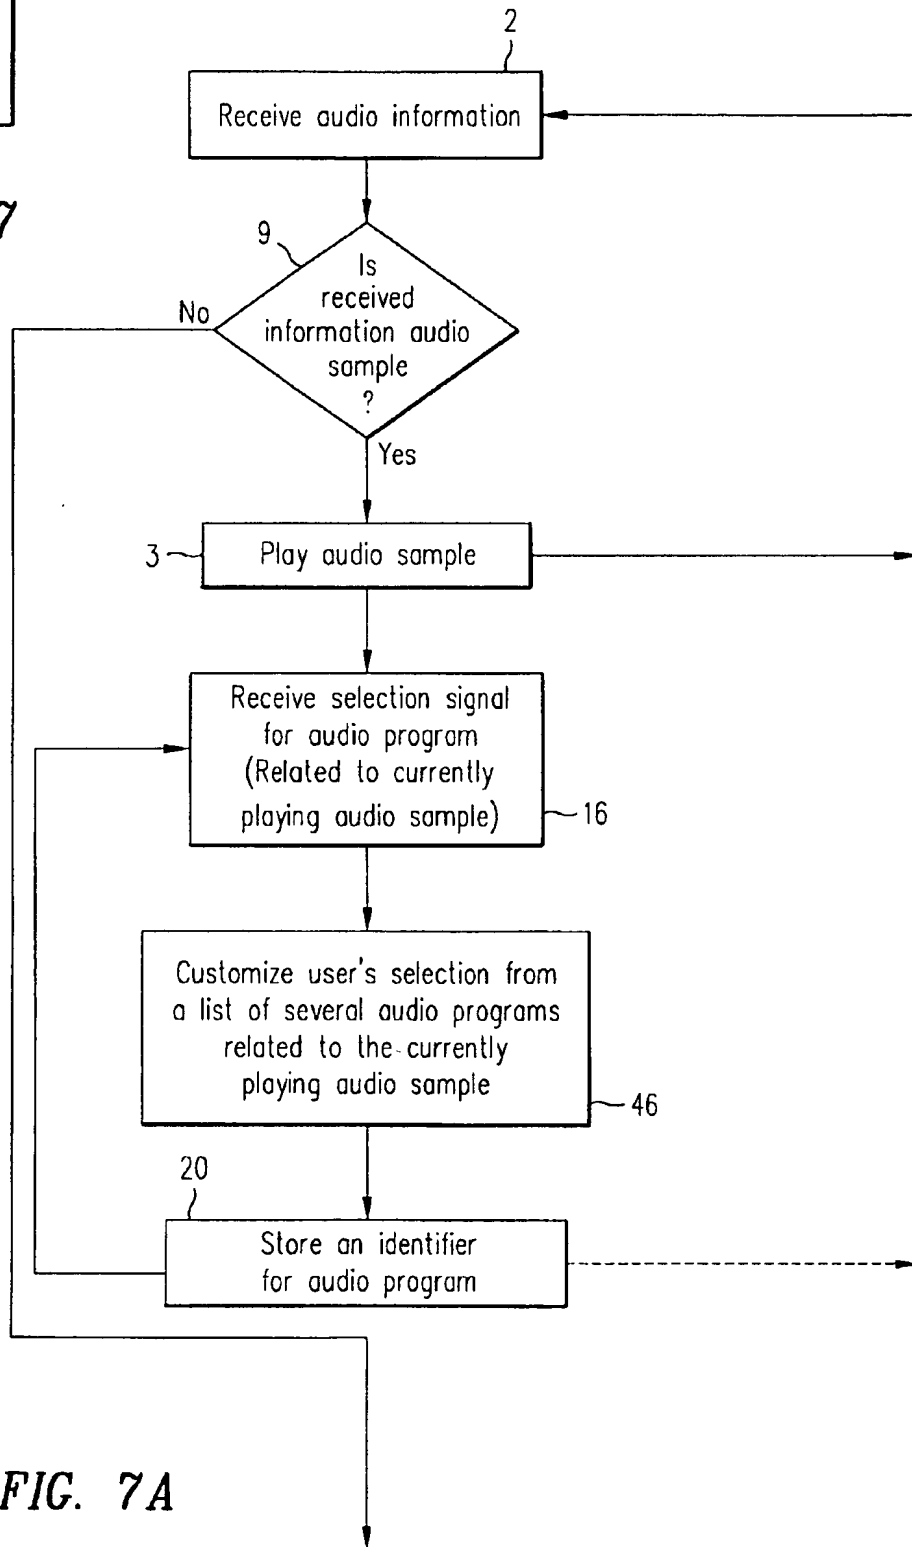 2
Receive audio information
7
9
Is
received
information audio
sample
?
No
Yes
3
Play audio sample
Receive selection signal
for audio program
(Related to currently
playing audio sample)
16
Customize user's selection from
a list of several audio programs
related to the currently
playing audio sample
46
20
Store an identifier
for audio program
FIG. 7A